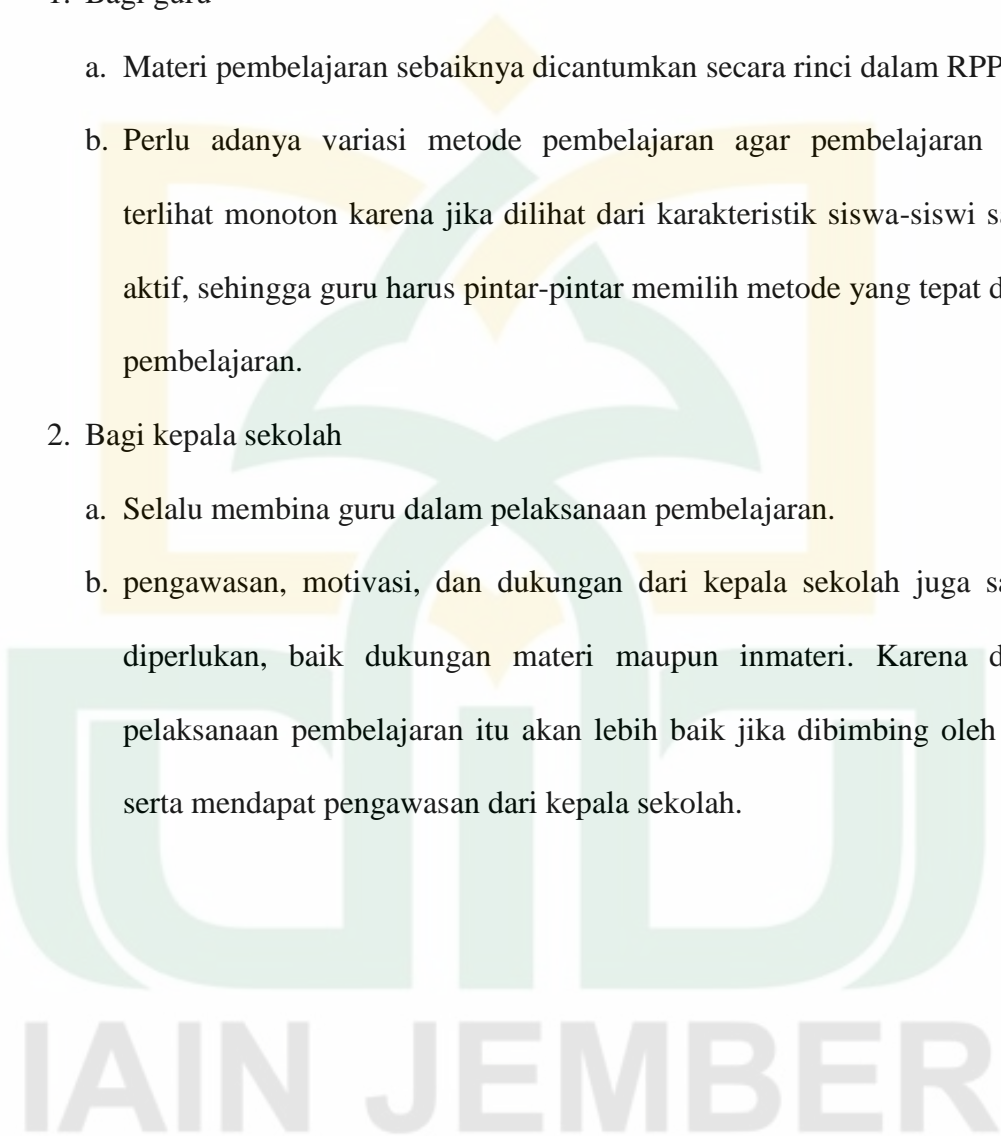 1. Bagi guru
a. Materi pembelajaran sebaiknya dicantumkan secara rinci dalam RPP
b. Perlu adanya variasi metode pembelajaran agar pembelajaran
terlihat monoton karena jika dilihat dari karakteristik siswa-siswi
aktif, sehingga guru harus pintar-pintar memilih metode yang tepat
pembelajaran.
2. Bagi kepala sekolah
a. Selalu membina guru dalam pelaksanaan pembelajaran.
b. pengawasan, motivasi, dan dukungan dari kepala sekolah juga
diperlukan, baik dukungan materi maupun inmateri. Karena
pelaksanaan pembelajaran itu akan lebih baik jika dibimbing oleh
serta mendapat pengawasan dari kepala sekolah.
IAIN JEMBER